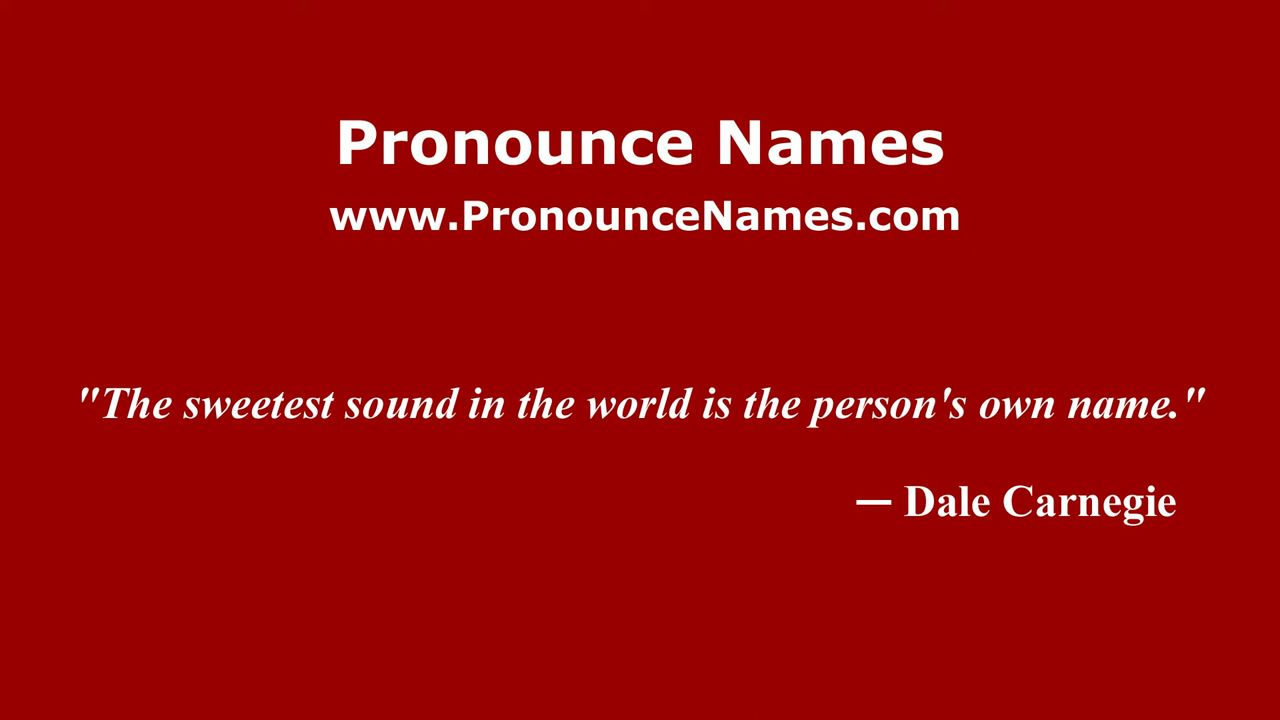 Pronounce Names
www.PronounceNames.com
"The sweetest sound in the world is the person's own name."
— Dale Carnegie